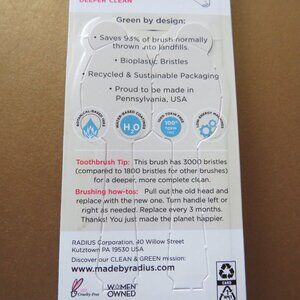 DEEPER CLEAN
Green by design:
• Saves 93% of brush normally
thrown into landfills.
• Bioplastic Bristles
• Recycled & Sustainable Packaging
• Proud to be made in
Pennsylvania, USA
H₂O
100%
Toothbrush Tip: This brush has 3000 bristles
(compared to 1800 bristles for other brushes)
for a deeper, more complete clean.
Brushing how-tos: Pull out the old head and
replace with the new one. Turn handle left or
right as needed. Replace every 3 months.
Thanks! You just made the planet happier.
RADIUS Corporation, 40 Willow Street
Kutztown PA 19530 USA
Discover our CLEAN & GREEN mission:
www.madebyradius.com
Cruelty-Free
WOMEN
OWNED
CARD